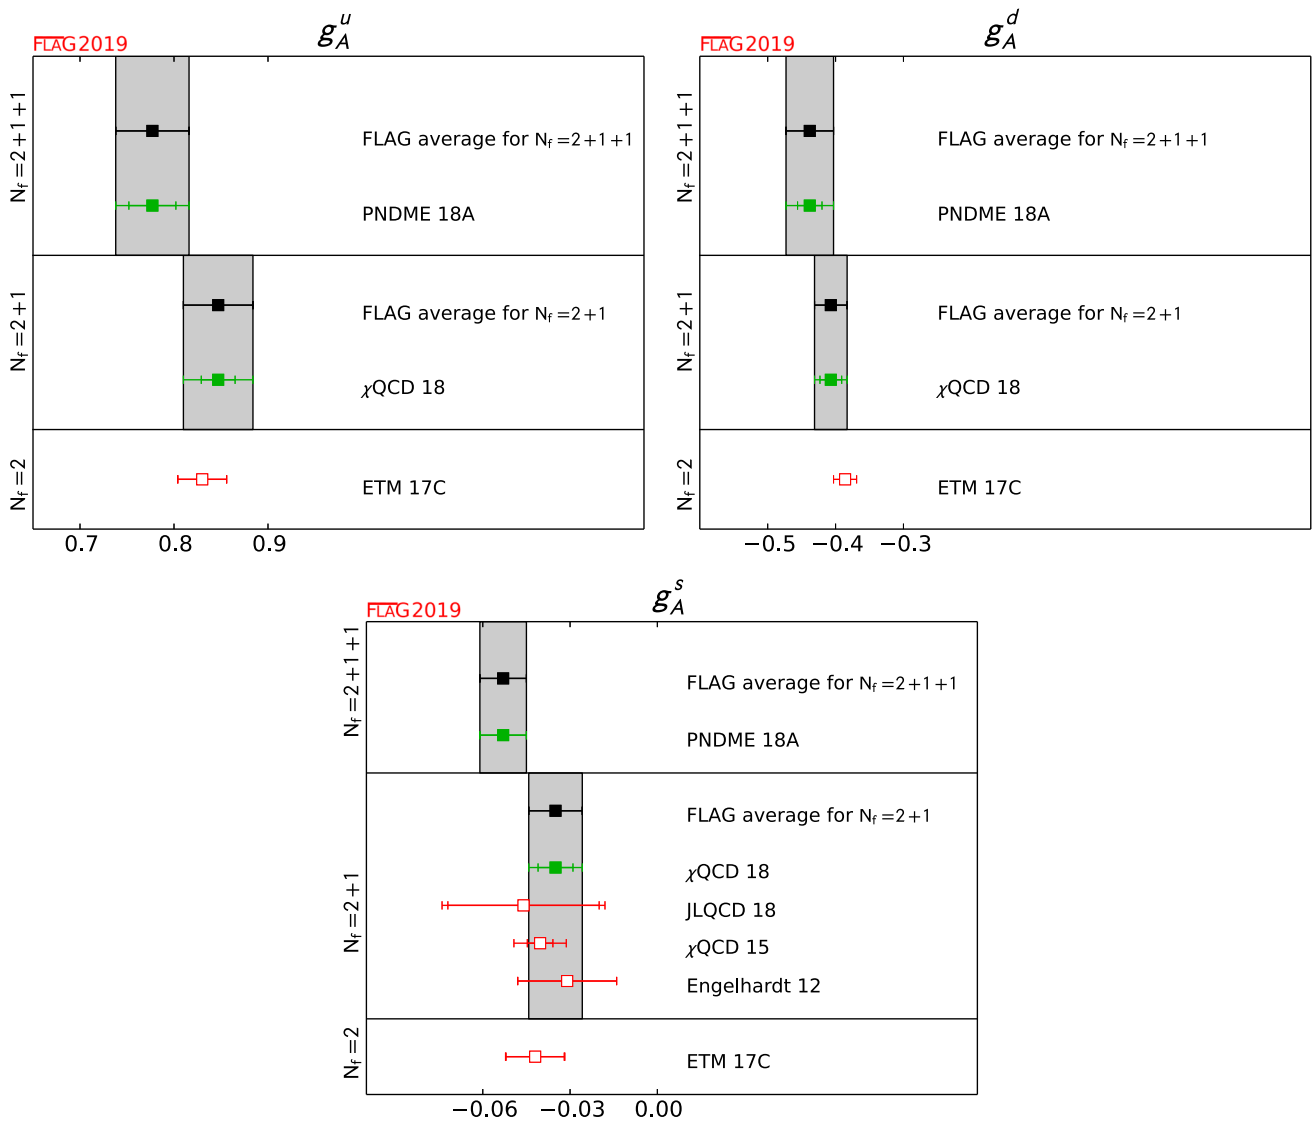 g_A^u
FLAG2019
N_f=2+1+1
FLAG average for N_f=2+1+1
PNDME 18A
N_f=2+1
FLAG average for N_f=2+1
χQCD 18
N_f=2
ETM 17C
0.7 0.8 0.9
g_A^d
FLAG2019
N_f=2+1+1
FLAG average for N_f=2+1+1
PNDME 18A
N_f=2+1
FLAG average for N_f=2+1
χQCD 18
N_f=2
ETM 17C
−0.5 −0.4 −0.3
g_A^s
FLAG2019
N_f=2+1+1
FLAG average for N_f=2+1+1
PNDME 18A
N_f=2+1
FLAG average for N_f=2+1
χQCD 18
JLQCD 18
χQCD 15
Engelhardt 12
N_f=2
ETM 17C
−0.06 −0.03 0.00